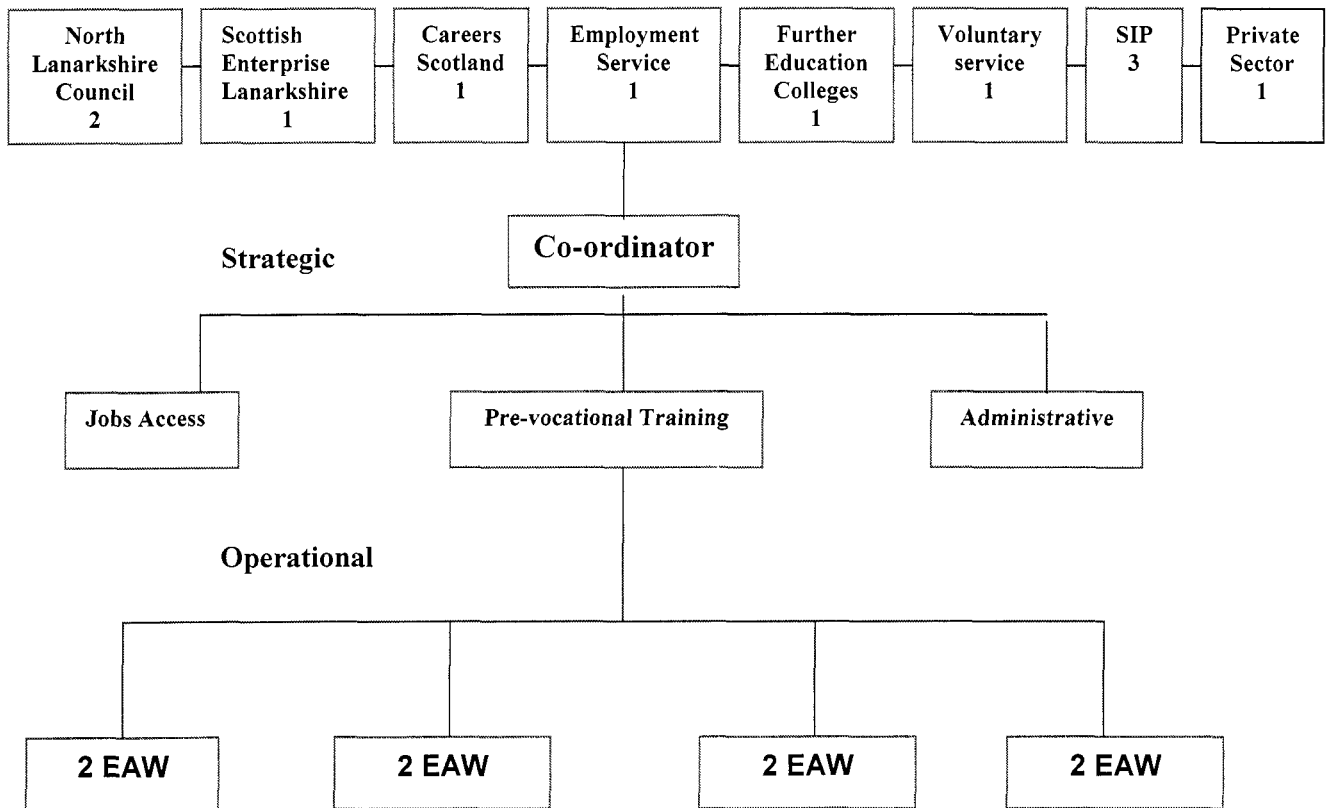 North
Lanarkshire
Council
2
Scottish
Enterprise
Lanarkshire
1
Careers
Scotland
1
Employment
Service
1
Further
Education
Colleges
1
Voluntary
service
1
SIP
3
Private
Sector
1
Co-ordinator
Strategic
Jobs Access
Pre-vocational Training
Administrative
Operational
2 EAW
2 EAW
2 EAW
2 EAW